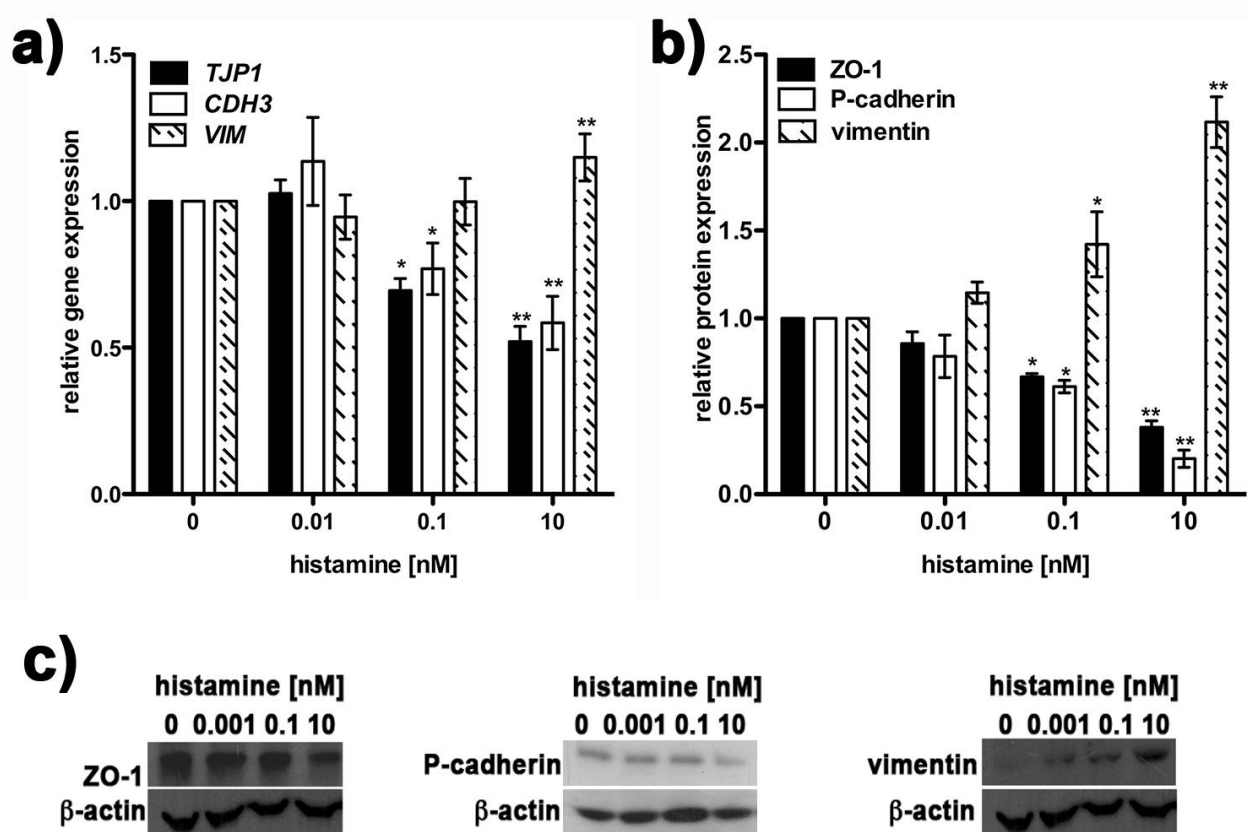 a)
1.5
1.0
0.5
0.0
relative gene expression
TJP1
CDH3
VIM
* * ** ** **
0 0.01 0.1 10
histamine [nM]
b)
2.5
2.0
1.5
1.0
0.5
0.0
relative protein expression
ZO-1
P-cadherin
vimentin
* * * ** ** **
0 0.01 0.1 10
histamine [nM]
c)
histamine [nM]
0 0.001 0.1 10
ZO-1
β-actin
histamine [nM]
0 0.001 0.1 10
P-cadherin
β-actin
histamine [nM]
0 0.001 0.1 10
vimentin
β-actin